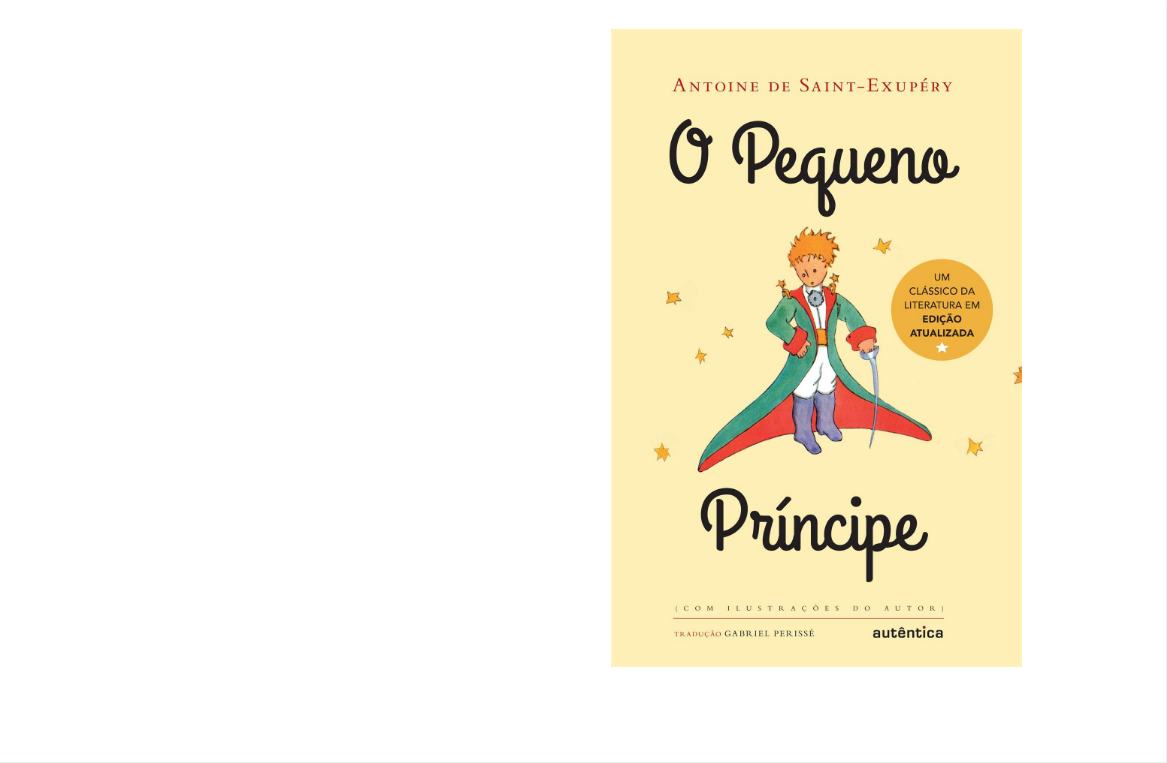 Antoine de Saint-Exupéry
O Pequeno
UM
CLÁSSICO DA
LITERATURA EM
EDIÇÃO
ATUALIZADA
Príncipe
(COM ILUSTRAÇÕES DO AUTOR)
TRADUÇÃO GABRIEL PERISSÉ
autêntica